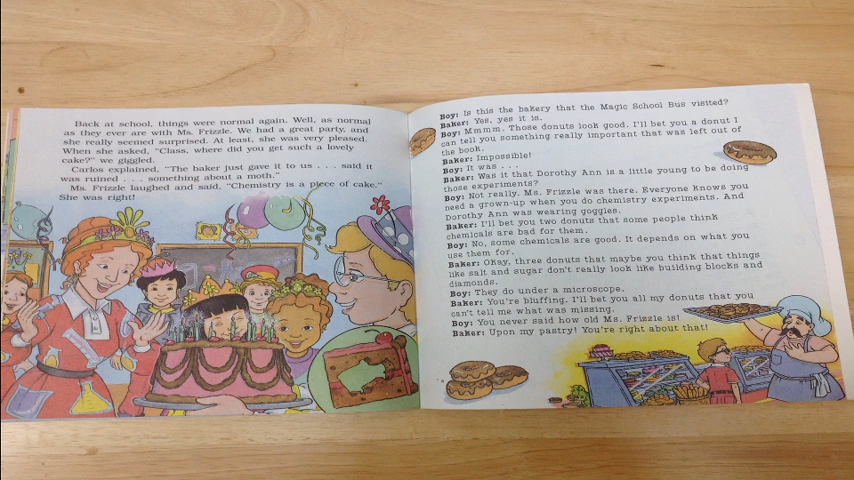 Back at school, things were normal again. Well, as normal
as they ever are with Ms. Frizzle. We had a great party, and
she really seemed surprised. At least, she was very pleased.
When she asked, "Class, where did you get such a lovely
cake?" we giggled.
Carlos explained, "The baker just gave it to us . . . said it
was ruined . . . something about a moth."
Ms. Frizzle laughed and said, "Chemistry is a piece of cake."
She was right!
Boy: Is this the bakery that the Magic School Bus visited?
Baker: Yes, yes it is.
Boy: Mmmm. Those donuts look good. I'll bet you a donut I
can tell you something really important that was left out of
the book.
Baker: Impossible!
Boy: It was . . .
Baker: Was it that Dorothy Ann is a little young to be doing
those experiments?
Boy: Not really. Ms. Frizzle was there. Everyone knows you
need a grown-up when you do chemistry experiments. And
Dorothy Ann was wearing goggles.
Baker: I'll bet you two donuts that some people think
chemicals are bad for them.
Boy: No, some chemicals are good. It depends on what you
use them for.
Baker: Okay, three donuts that maybe you think that things
like salt and sugar don't really look like building blocks and
diamonds.
Boy: They do under a microscope.
Baker: You're bluffing. I'll bet you all my donuts that you
can't tell me what was missing.
Boy: You never said how old Ms. Frizzle is!
Baker: Upon my pastry! You're right about that!